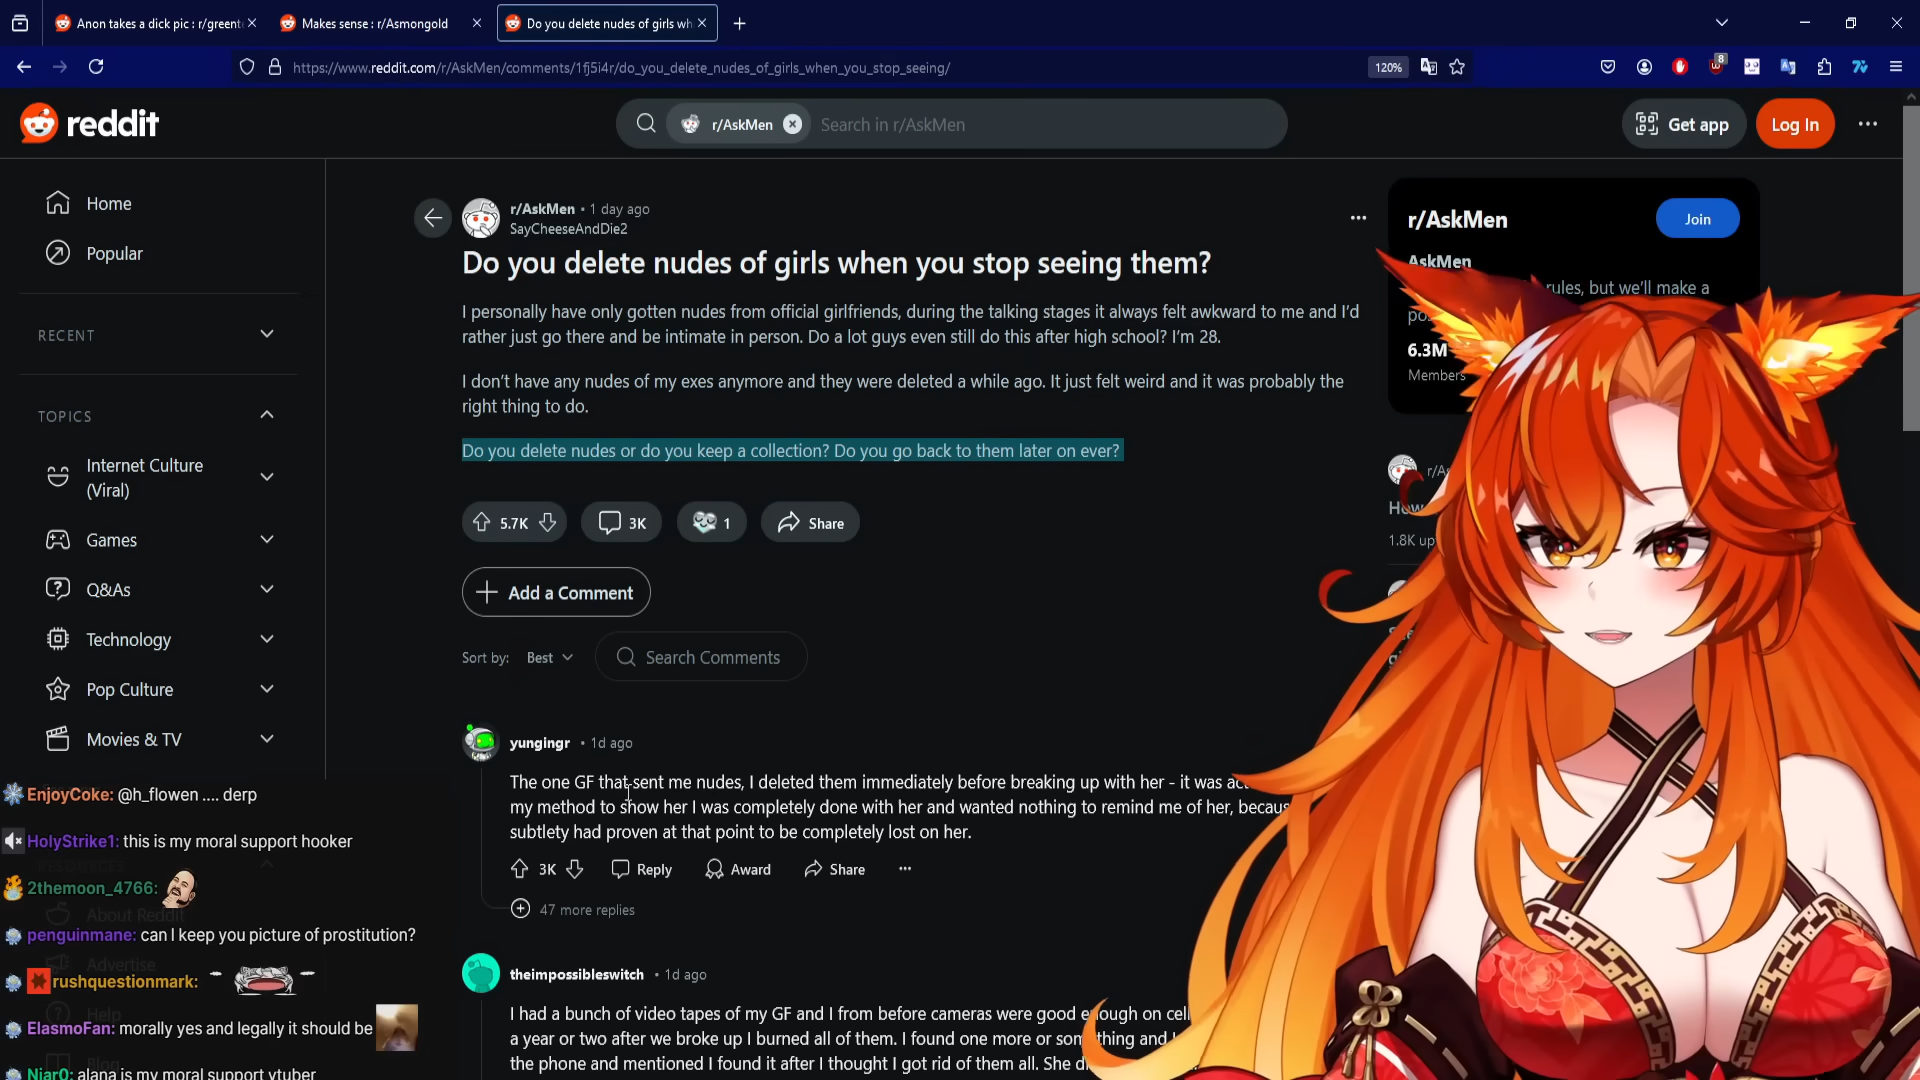 Anon takes a dick pic : r/greent
Makes sense : r/Asmongold
Do you delete nudes of girls wh
https://www.reddit.com/r/AskMen/comments/1fj5i4r/do_you_delete_nudes_of_girls_when_you_stop_seeing/
120%
8
reddit
r/AskMen
Search in r/AskMen
Get app
Log In
Home
Popular
RECENT
TOPICS
Internet Culture
(Viral)
Games
Q&As
Technology
Pop Culture
Movies & TV
r/AskMen • 1 day ago
SayCheeseAndDie2
Do you delete nudes of girls when you stop seeing them?
I personally have only gotten nudes from official girlfriends, during the talking stages it always felt awkward to me and I'd
rather just go there and be intimate in person. Do a lot guys even still do this after high school? I'm 28.
I don't have any nudes of my exes anymore and they were deleted a while ago. It just felt weird and it was probably the
right thing to do.
Do you delete nudes or do you keep a collection? Do you go back to them later on ever?
5.7K
3K
1
Share
Add a Comment
Sort by: Best
Search Comments
yungingr • 1d ago
The one GF that sent me nudes, I deleted them immediately before breaking up with her - it was
my method to show her I was completely done with her and wanted nothing to remind me of her,
subtlety had proven at that point to be completely lost on her.
3K
Reply
Award
Share
47 more replies
theimpossibleswitch • 1d ago
I had a bunch of video tapes of my GF and I from before cameras were good enough on
a year or two after we broke up I burned all of them. I found one more or something and
the phone and mentioned I found it after I thought I got rid of them all. She
r/AskMen
Join
AskMen
rules, but we'll make a
6.3M
Members
1.8K
EnjoyCoke: @h_flowen .... derp
HolyStrike1: this is my moral support hooker
2themoon_4766:
About Reddit
penguinmane: can I keep you picture of prostitution?
Advertise
rushquestionmark:
Help
ElasmoFan: morally yes and legally it should be
Blog
Niar0: alana is my moral support vtuber